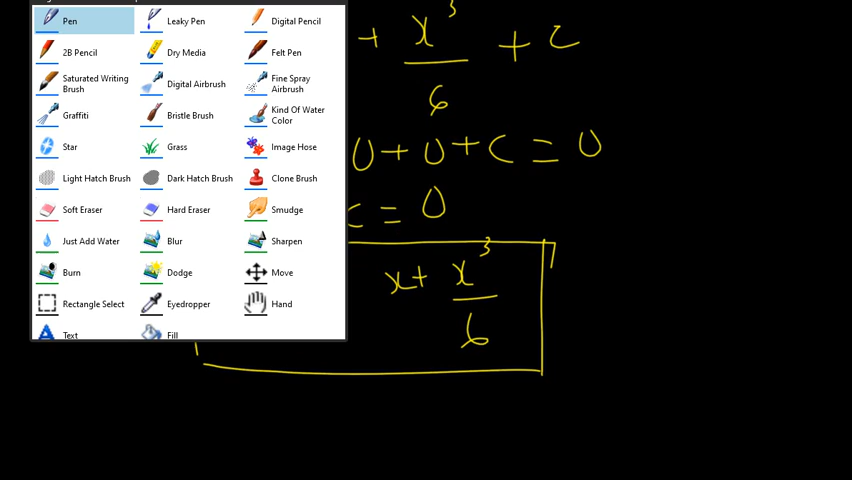 Pen Leaky Pen Digital Pencil
2B Pencil Dry Media Felt Pen
Saturated Writing Brush Digital Airbrush Fine Spray Airbrush
Graffiti Bristle Brush Kind Of Water Color
Star Grass Image Hose
Light Hatch Brush Dark Hatch Brush Clone Brush
Soft Eraser Hard Eraser Smudge
Just Add Water Blur Sharpen
Burn Dodge Move
Rectangle Select Eyedropper Hand
Text Fill
+ x³/6 + c
0 + 0 + c = 0
c = 0
x + x³/6